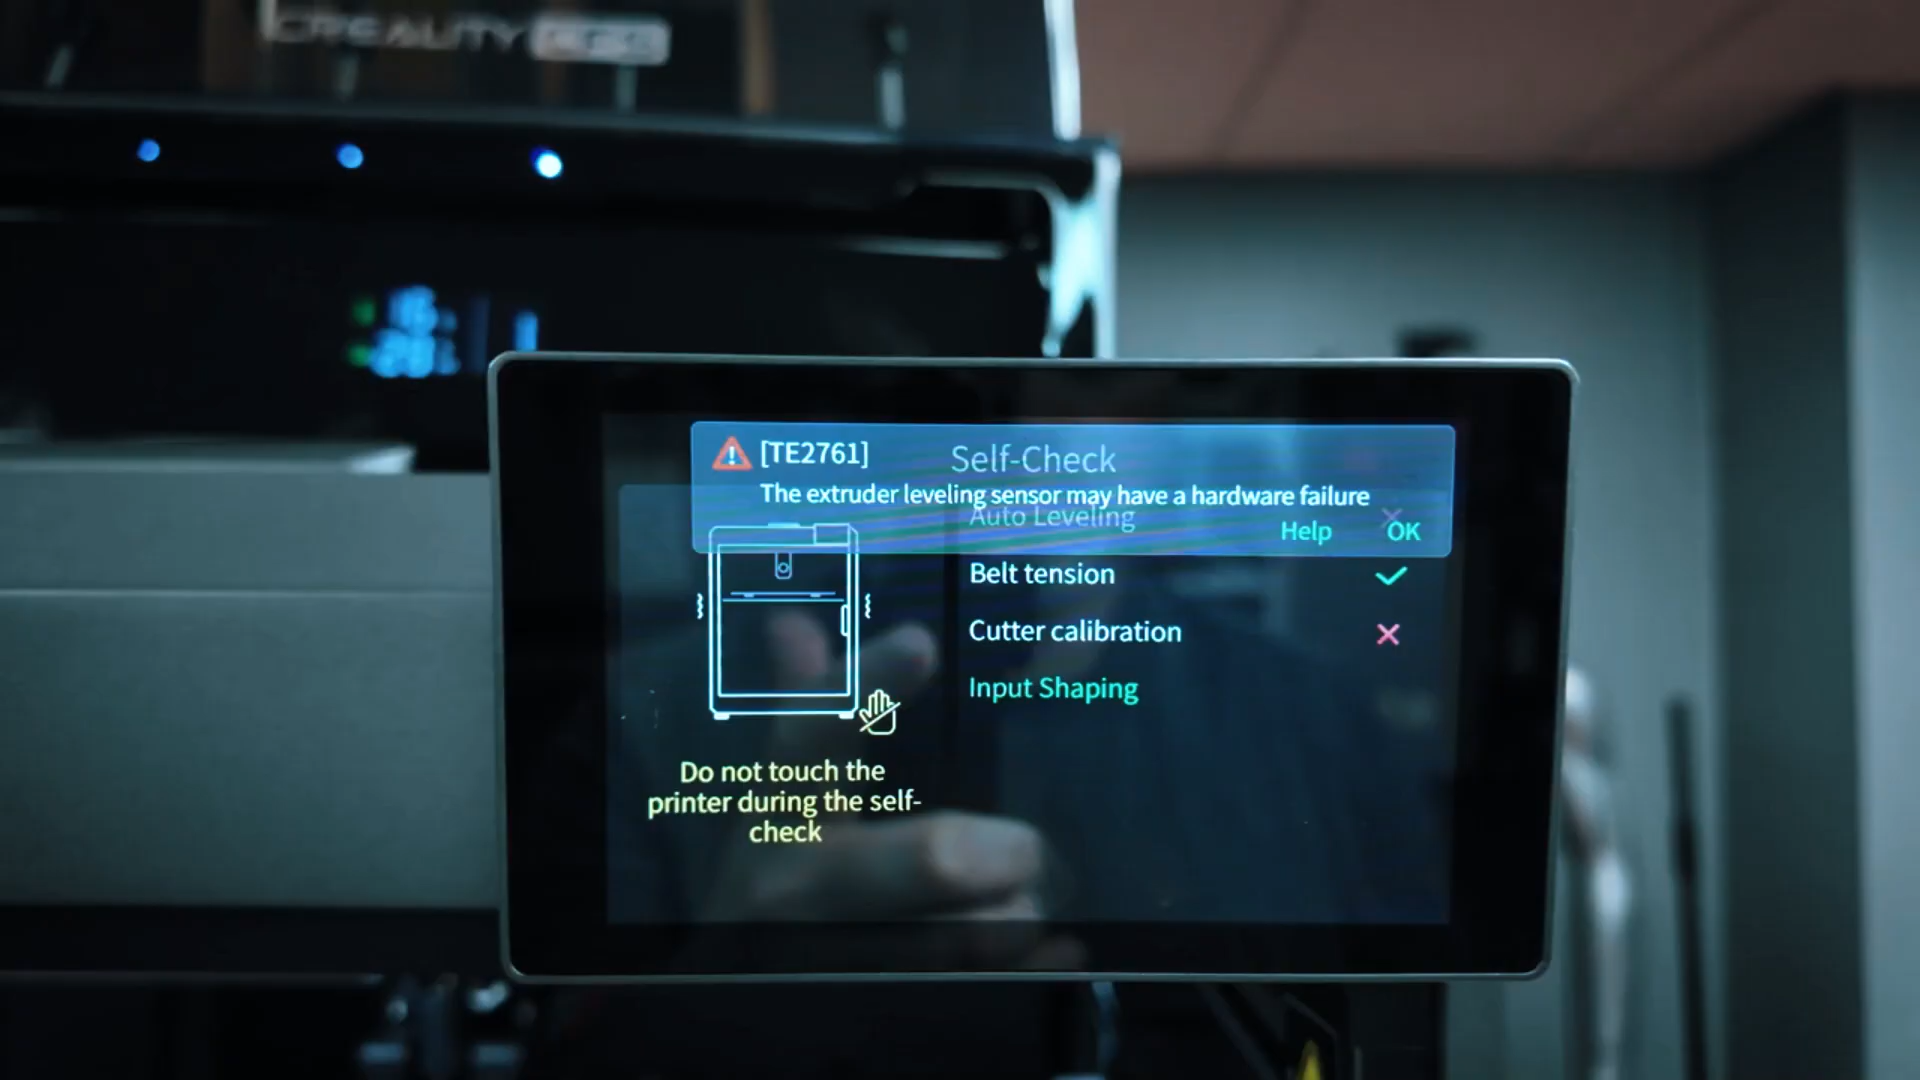 CREALITY
[TE2761]
Self-Check
The extruder leveling sensor may have a hardware failure
Auto Leveling
Help
OK
Belt tension
Cutter calibration
Input Shaping
Do not touch the
printer during the self-
check